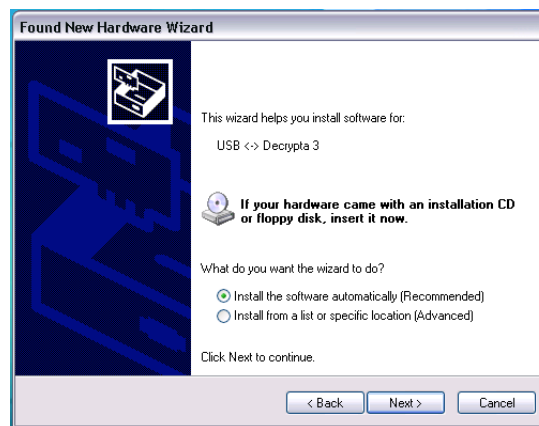 Found New Hardware Wizard
This wizard helps you install software for:
USB <-> Decrypta 3
If your hardware came with an installation CD
or floppy disk, insert it now.
What do you want the wizard to do?
Install the software automatically (Recommended)
Install from a list or specific location (Advanced)
Click Next to continue.
< Back Next > Cancel